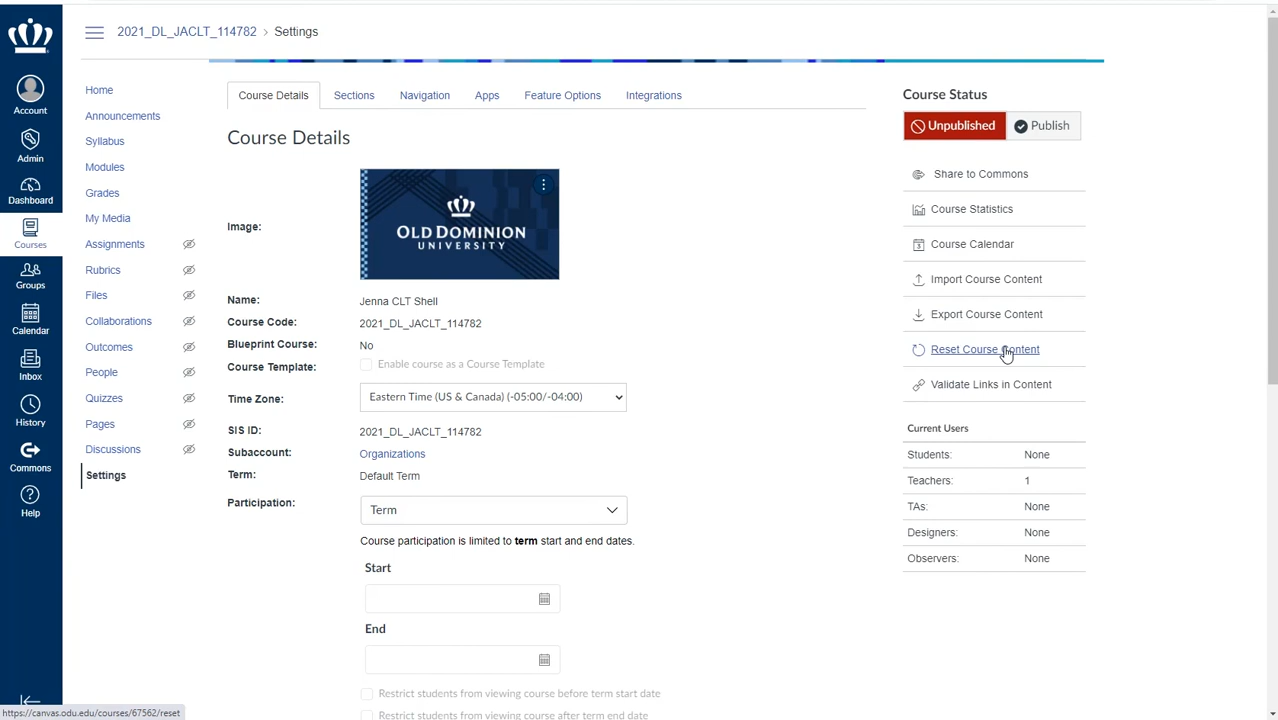 2021_DL_JACLT_114782 > Settings
Account
Admin
Dashboard
Courses
Groups
Calendar
Inbox
History
Commons
Help
Home
Announcements
Syllabus
Modules
Grades
My Media
Assignments
Rubrics
Files
Collaborations
Outcomes
People
Quizzes
Pages
Discussions
Settings
Course Details Sections Navigation Apps Feature Options Integrations
Course Details
Image:
OLD DOMINION
UNIVERSITY
Name: Jenna CLT Shell
Course Code: 2021_DL_JACLT_114782
Blueprint Course: No
Course Template: Enable course as a Course Template
Time Zone: Eastern Time (US & Canada) (-05:00/-04:00)
SIS ID: 2021_DL_JACLT_114782
Subaccount: Organizations
Term: Default Term
Participation: Term
Course participation is limited to term start and end dates.
Start
End
Restrict students from viewing course before term start date
Restrict students from viewing course after term end date
Course Status
Unpublished Publish
Share to Commons
Course Statistics
3 Course Calendar
Import Course Content
Export Course Content
Reset Course Content
Validate Links in Content
Current Users
Students: None
Teachers: 1
TAs: None
Designers: None
Observers: None
https://canvas.odu.edu/courses/67562/reset